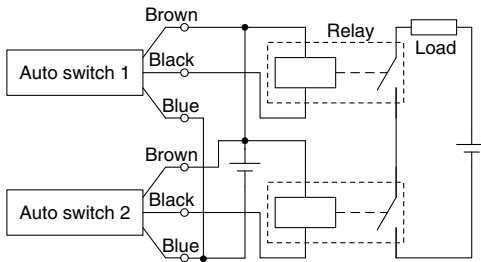 Brown
Relay
Load
Auto switch 1
Black
Blue
Brown
Auto switch 2
Black
Blue